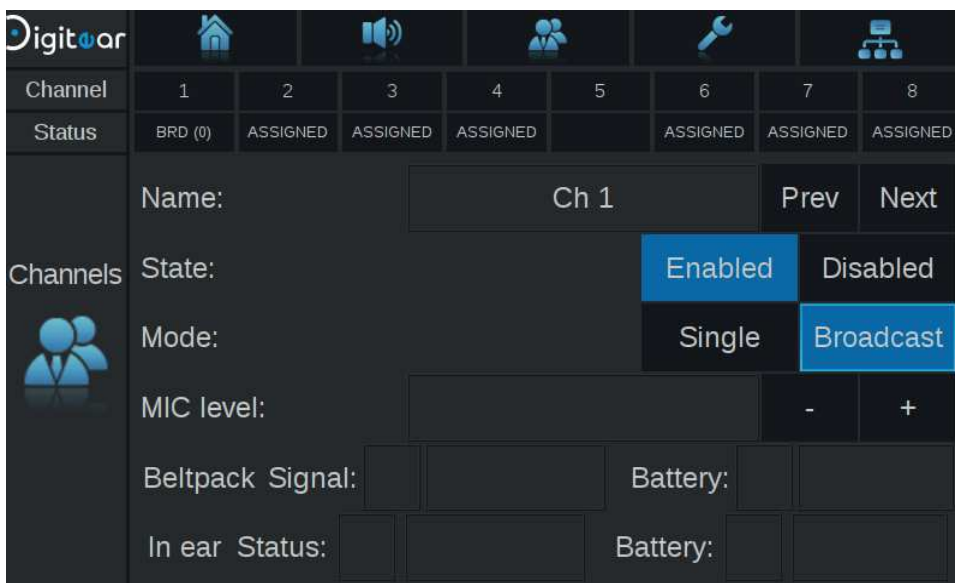 Digitear
Channel 1 2 3 4 5 6 7 8
Status BRD (0) ASSIGNED ASSIGNED ASSIGNED ASSIGNED ASSIGNED ASSIGNED
Channels
Name: Ch 1 Prev Next
State: Enabled Disabled
Mode: Single Broadcast
MIC level: - +
Beltpack Signal: Battery:
In ear Status: Battery: